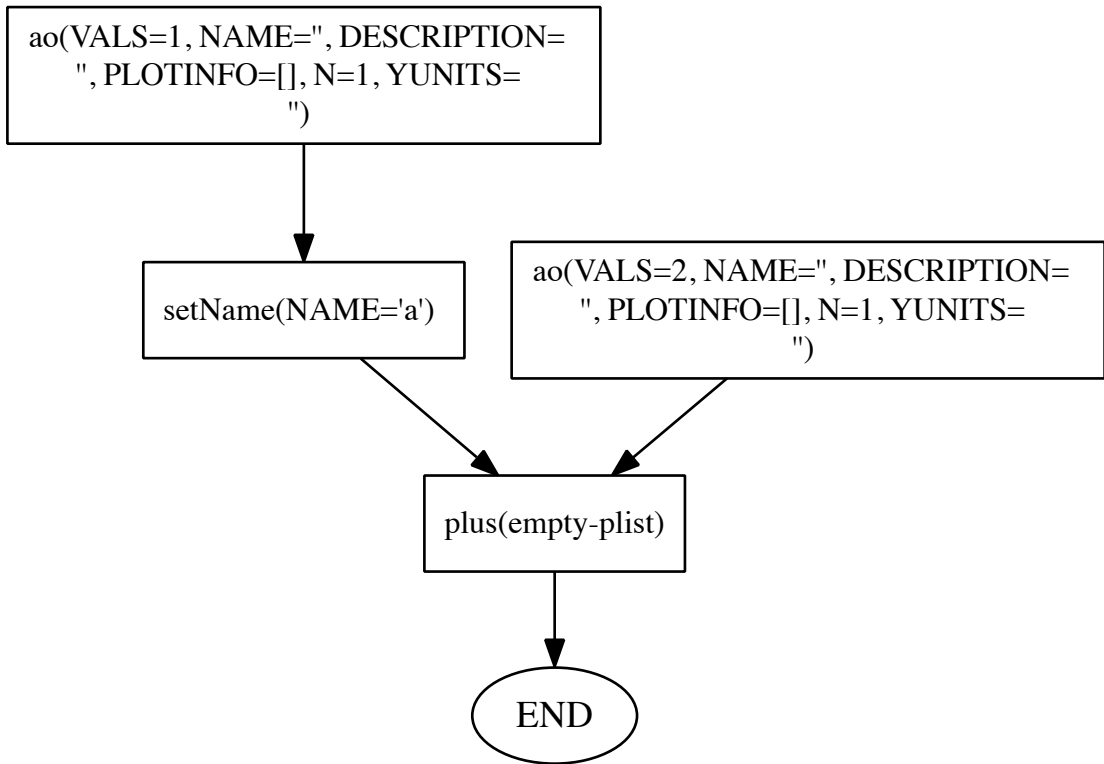 ao(VALS=1, NAME='', DESCRIPTION=
'', PLOTINFO=[], N=1, YUNITS=
'')
setName(NAME='a')
ao(VALS=2, NAME='', DESCRIPTION=
'', PLOTINFO=[], N=1, YUNITS=
'')
plus(empty-plist)
END